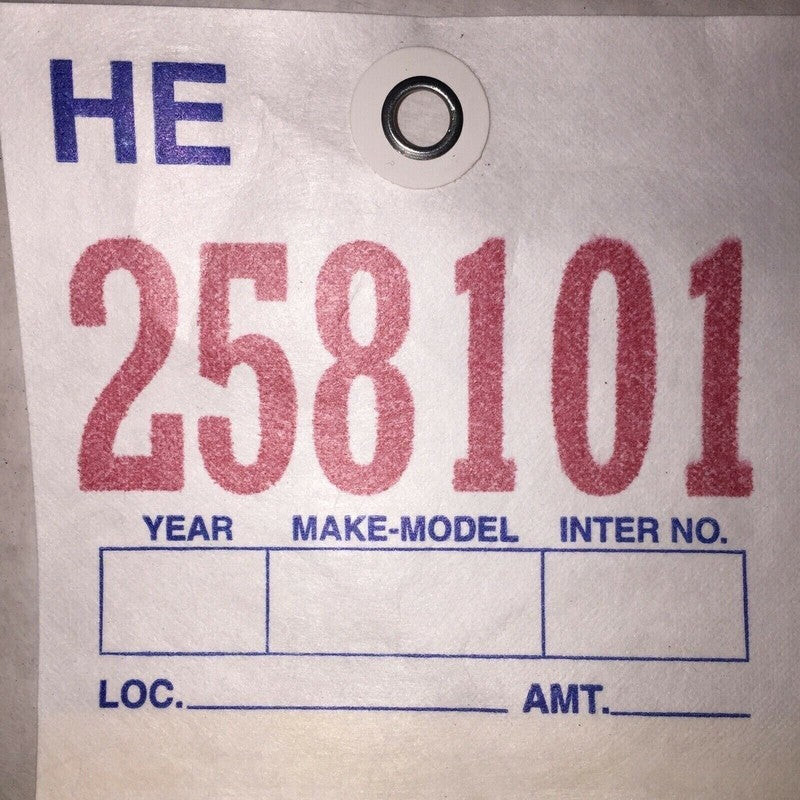 HE
258101
YEAR MAKE-MODEL INTER NO.
LOC. AMT.